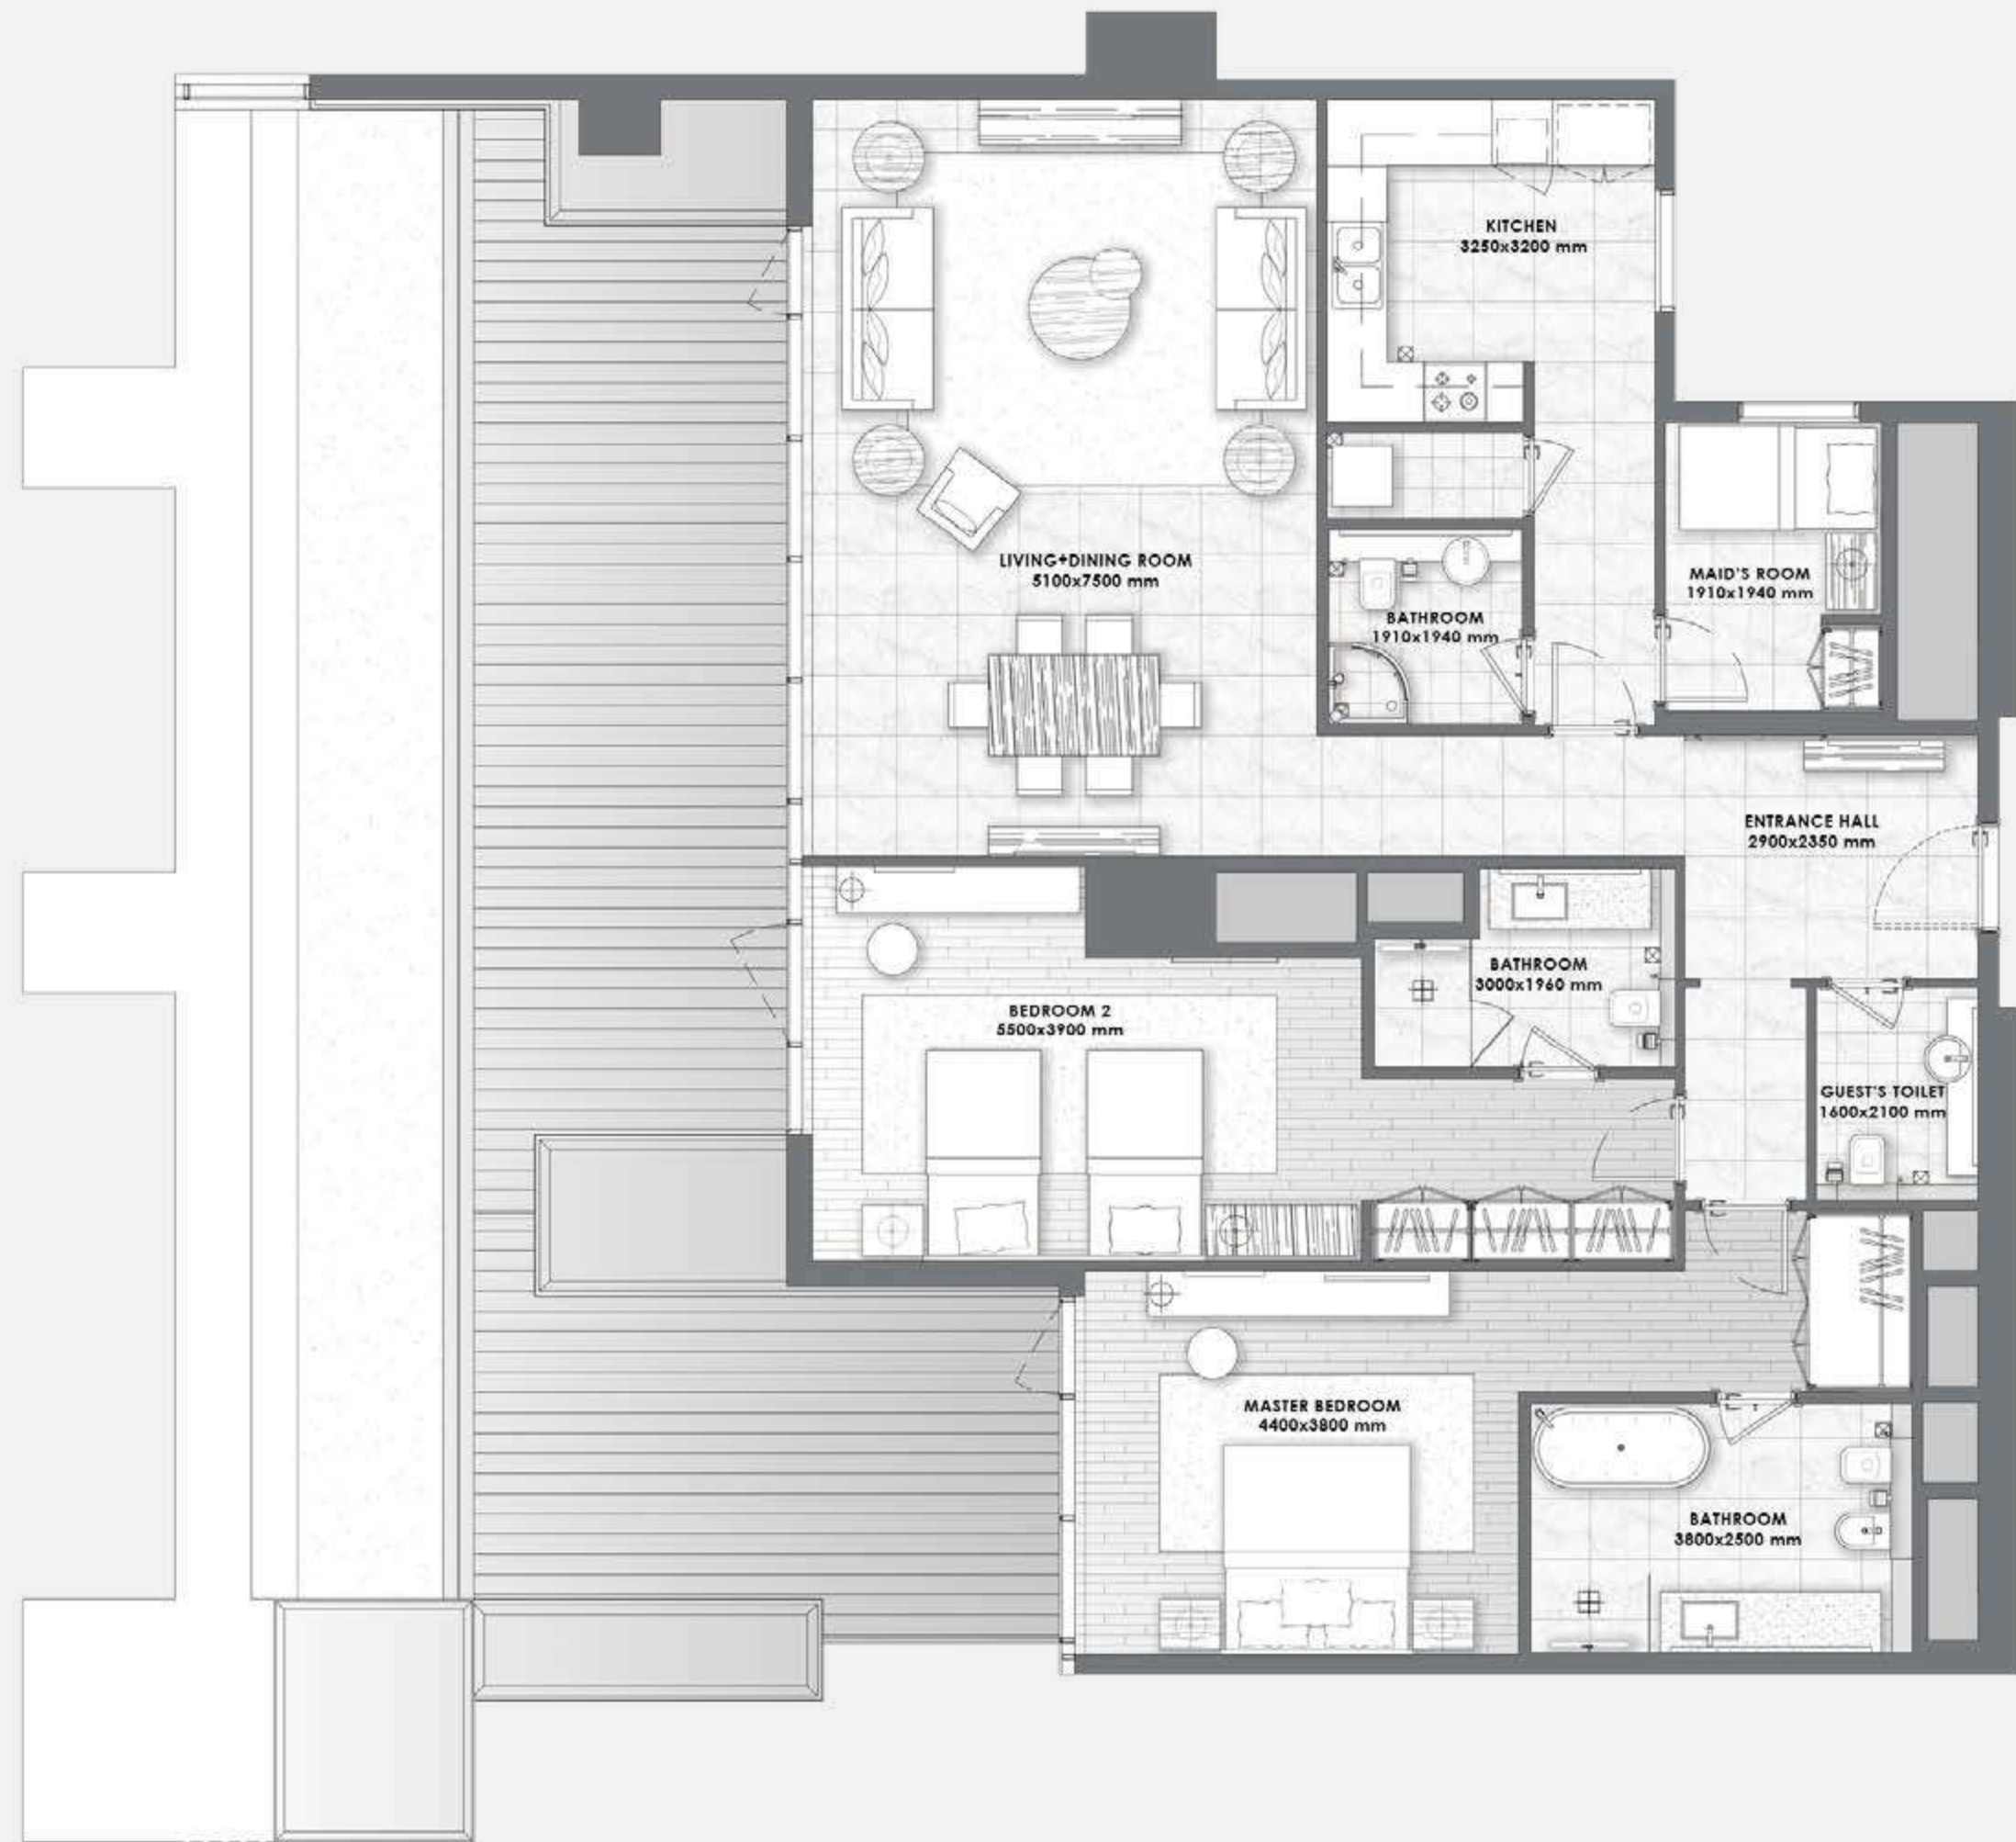 KITCHEN
3250x3200 mm
LIVING+DINING ROOM
5100x7500 mm
MAID'S ROOM
1910x1940 mm
BATHROOM
1910x1940 mm
ENTRANCE HALL
2900x2350 mm
BATHROOM
3000x1960 mm
BEDROOM 2
5500x3900 mm
GUEST'S TOILET
1600x2100 mm
MASTER BEDROOM
4400x3800 mm
BATHROOM
3800x2500 mm